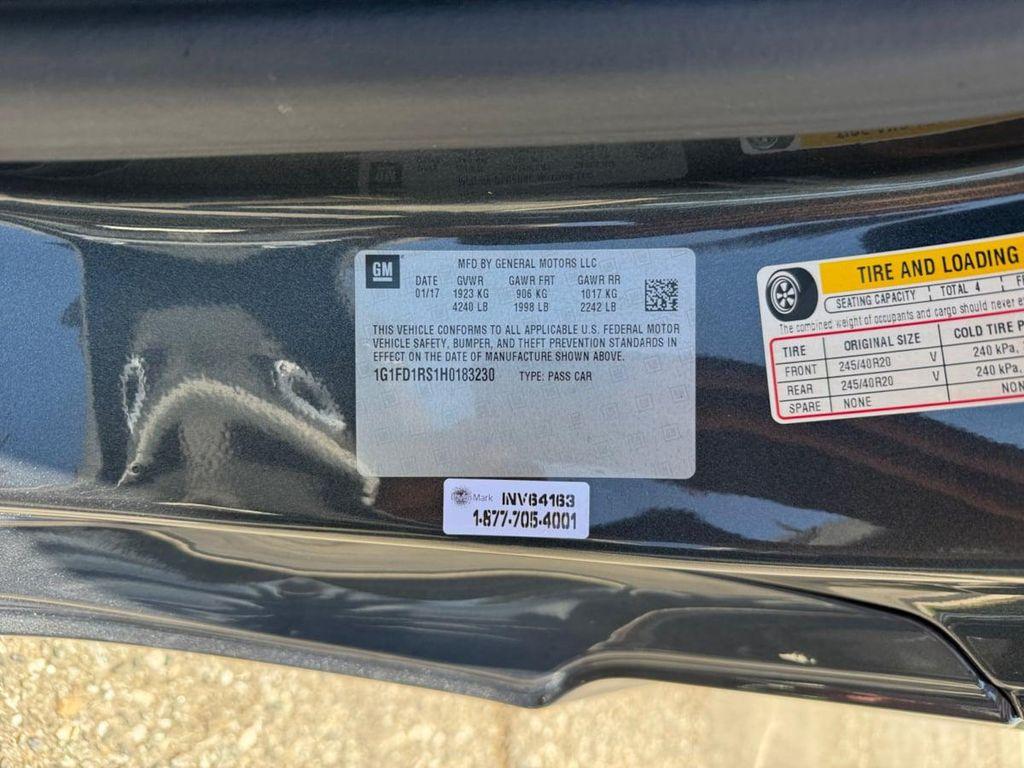 GM
MFD BY GENERAL MOTORS LLC
DATE GVWR GAWR FRT GAWR RR
01/17 1923 KG 906 KG 1017 KG
4240 LB 1998 LB 2242 LB
THIS VEHICLE CONFORMS TO ALL APPLICABLE U.S. FEDERAL MOTOR
VEHICLE SAFETY, BUMPER, AND THEFT PREVENTION STANDARDS IN
EFFECT ON THE DATE OF MANUFACTURE SHOWN ABOVE.
1G1FD1RS1H0183230 TYPE: PASS CAR
Mark INV64163
1-877-705-4001
TIRE AND LOADING
SEATING CAPACITY TOTAL 4
The combined weight of occupants and cargo should never
TIRE ORIGINAL SIZE COLD TIRE
FRONT 245/40R20 V 240 kPa,
REAR 245/40R20 V 240 kPa,
SPARE NONE